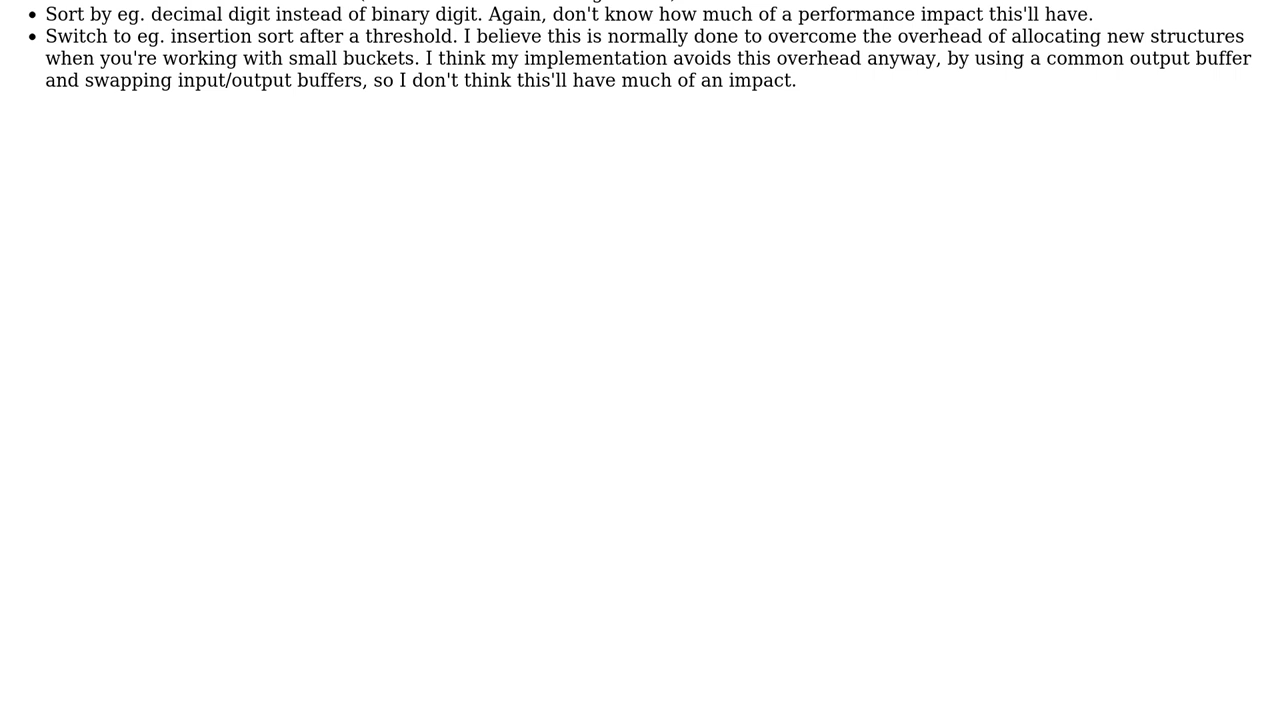 • Sort by eg. decimal digit instead of binary digit. Again, don't know how much of a performance impact this'll have.
• Switch to eg. insertion sort after a threshold. I believe this is normally done to overcome the overhead of allocating new structures
when you're working with small buckets. I think my implementation avoids this overhead anyway, by using a common output buffer
and swapping input/output buffers, so I don't think this'll have much of an impact.